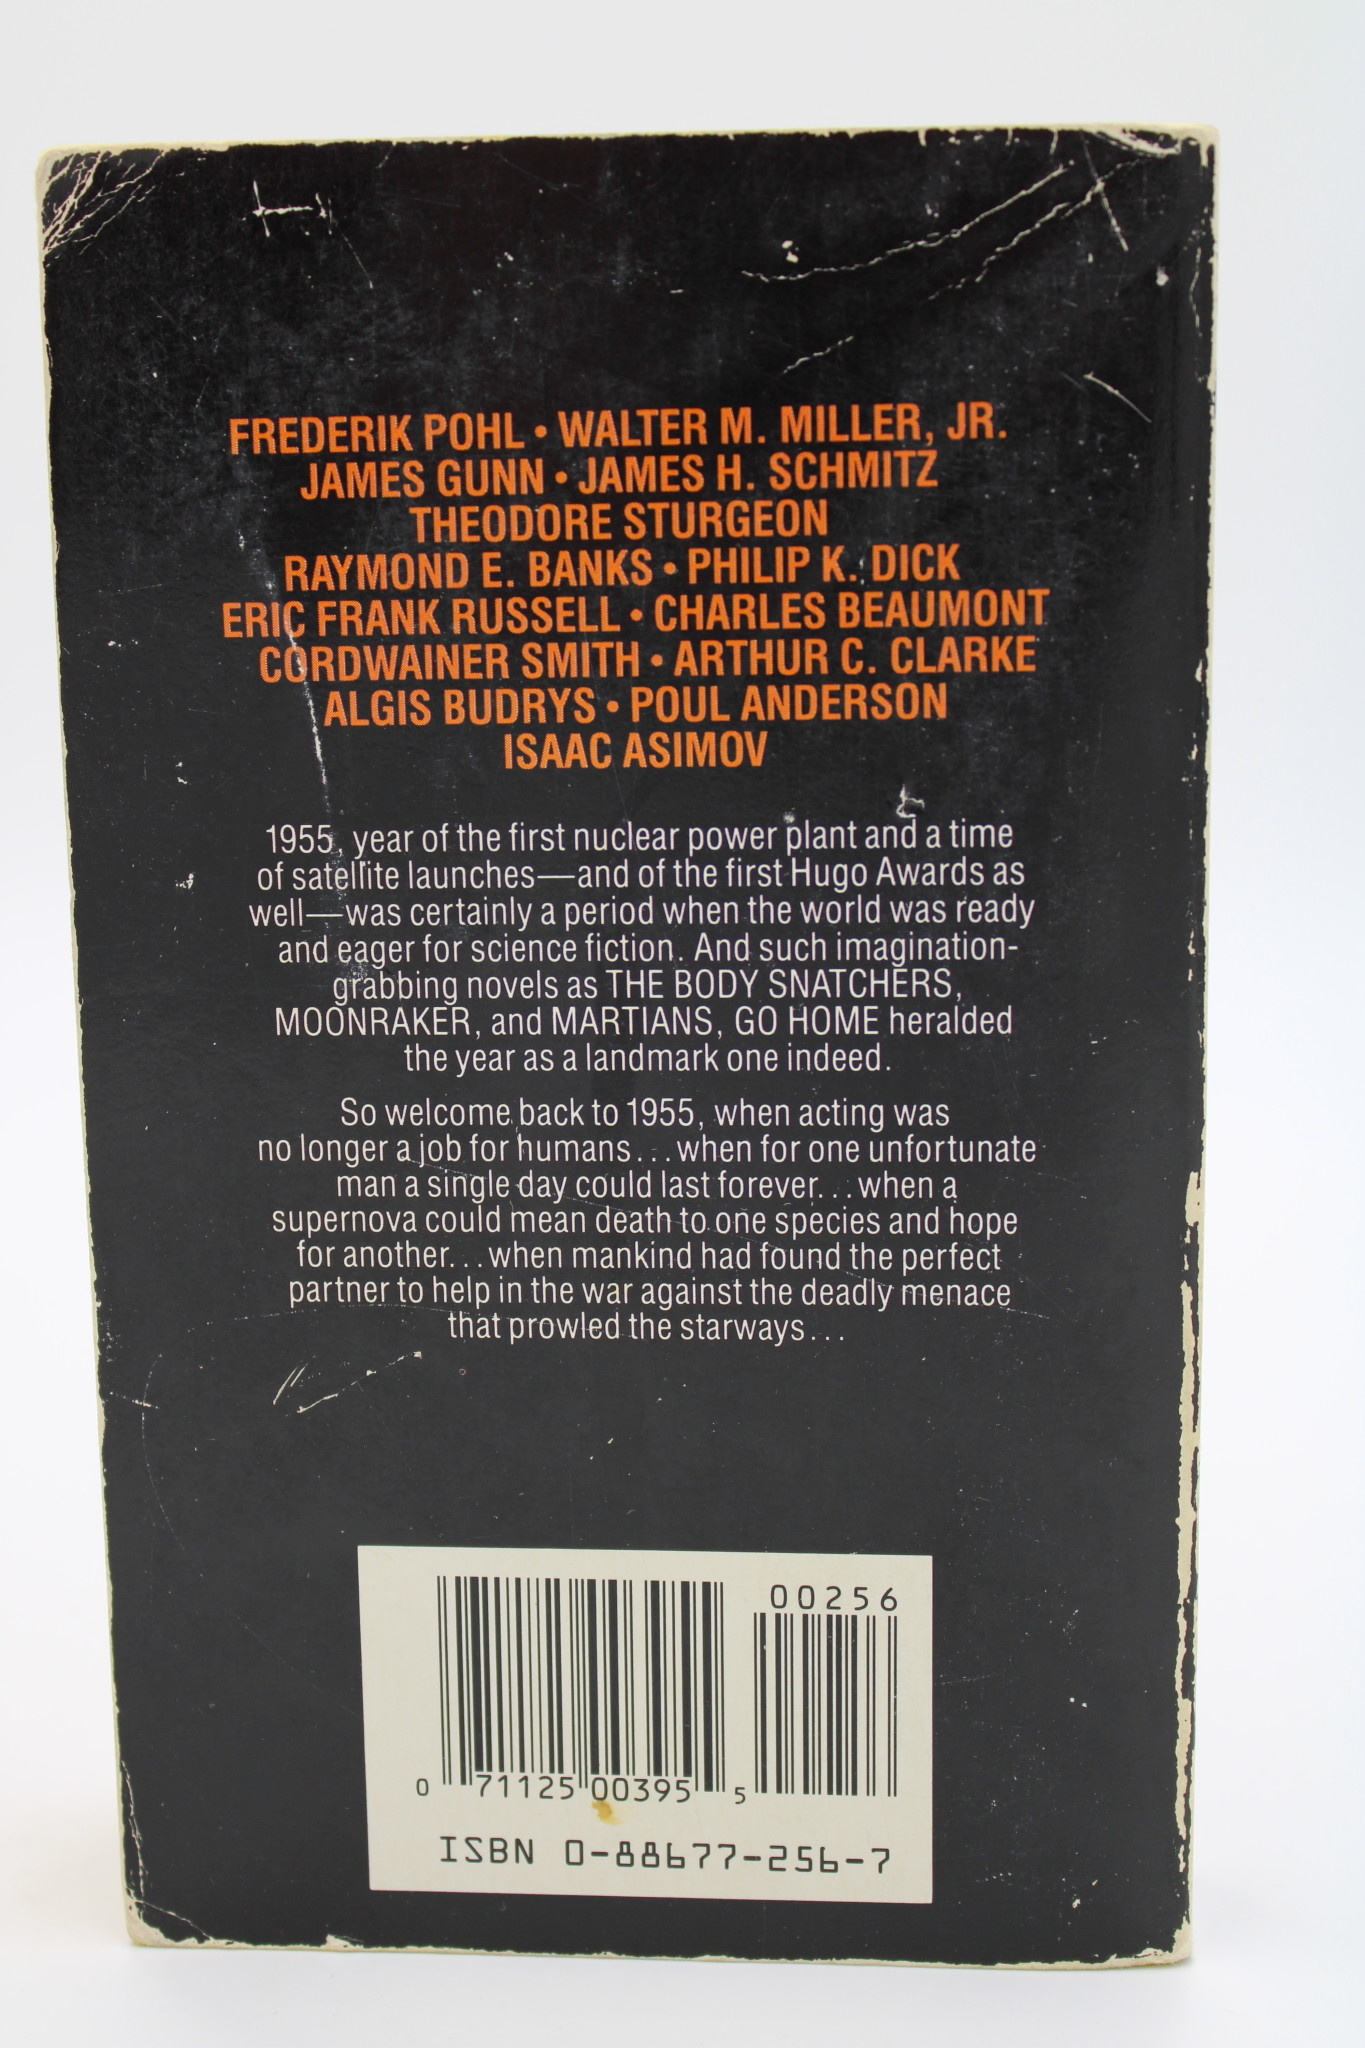 FREDERIK POHL • WALTER M. MILLER, JR.
JAMES GUNN • JAMES H. SCHMITZ
THEODORE STURGEON
RAYMOND E. BANKS • PHILIP K. DICK
ERIC FRANK RUSSELL • CHARLES BEAUMONT
CORDWAINER SMITH • ARTHUR C. CLARKE
ALGIS BUDRYS • POUL ANDERSON
ISAAC ASIMOV
1955, year of the first nuclear power plant and a time
of satellite launches—and of the first Hugo Awards as
well—was certainly a period when the world was ready
and eager for science fiction. And such imagination-
grabbing novels as THE BODY SNATCHERS,
MOONRAKER, and MARTIANS, GO HOME heralded
the year as a landmark one indeed.
So welcome back to 1955, when acting was
no longer a job for humans...when for one unfortunate
man a single day could last forever...when a
supernova could mean death to one species and hope
for another...when mankind had found the perfect
partner to help in the war against the deadly menace
that prowled the starways...
00256
0 71125 00395 5
ISBN 0-88677-256-7